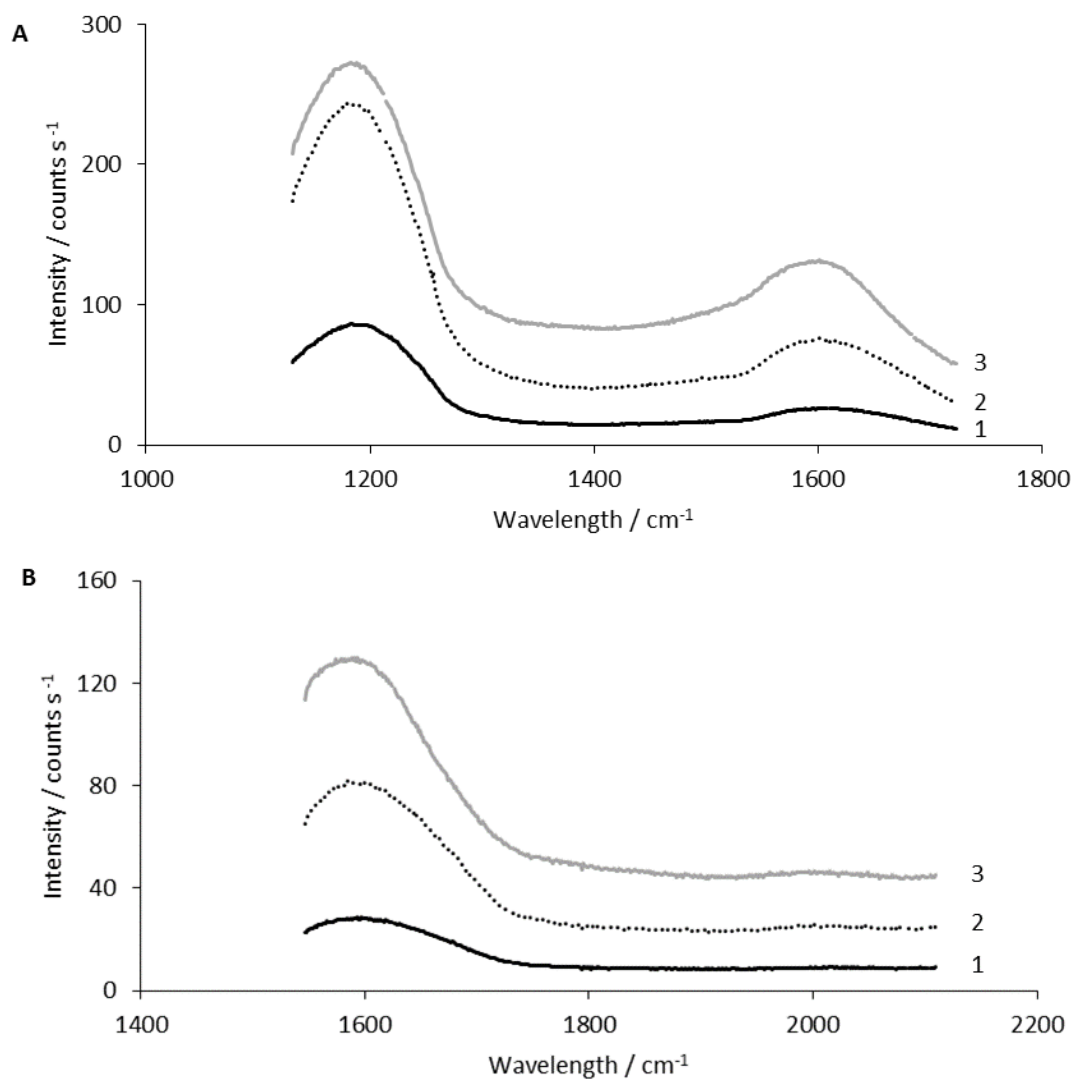 A
300
200
100
0
Intensity / counts s⁻¹
3
2
1
1000 1200 1400 1600 1800
Wavelength / cm⁻¹
B
160
120
80
40
0
Intensity / counts s⁻¹
3
2
1
1400 1600 1800 2000 2200
Wavelength / cm⁻¹